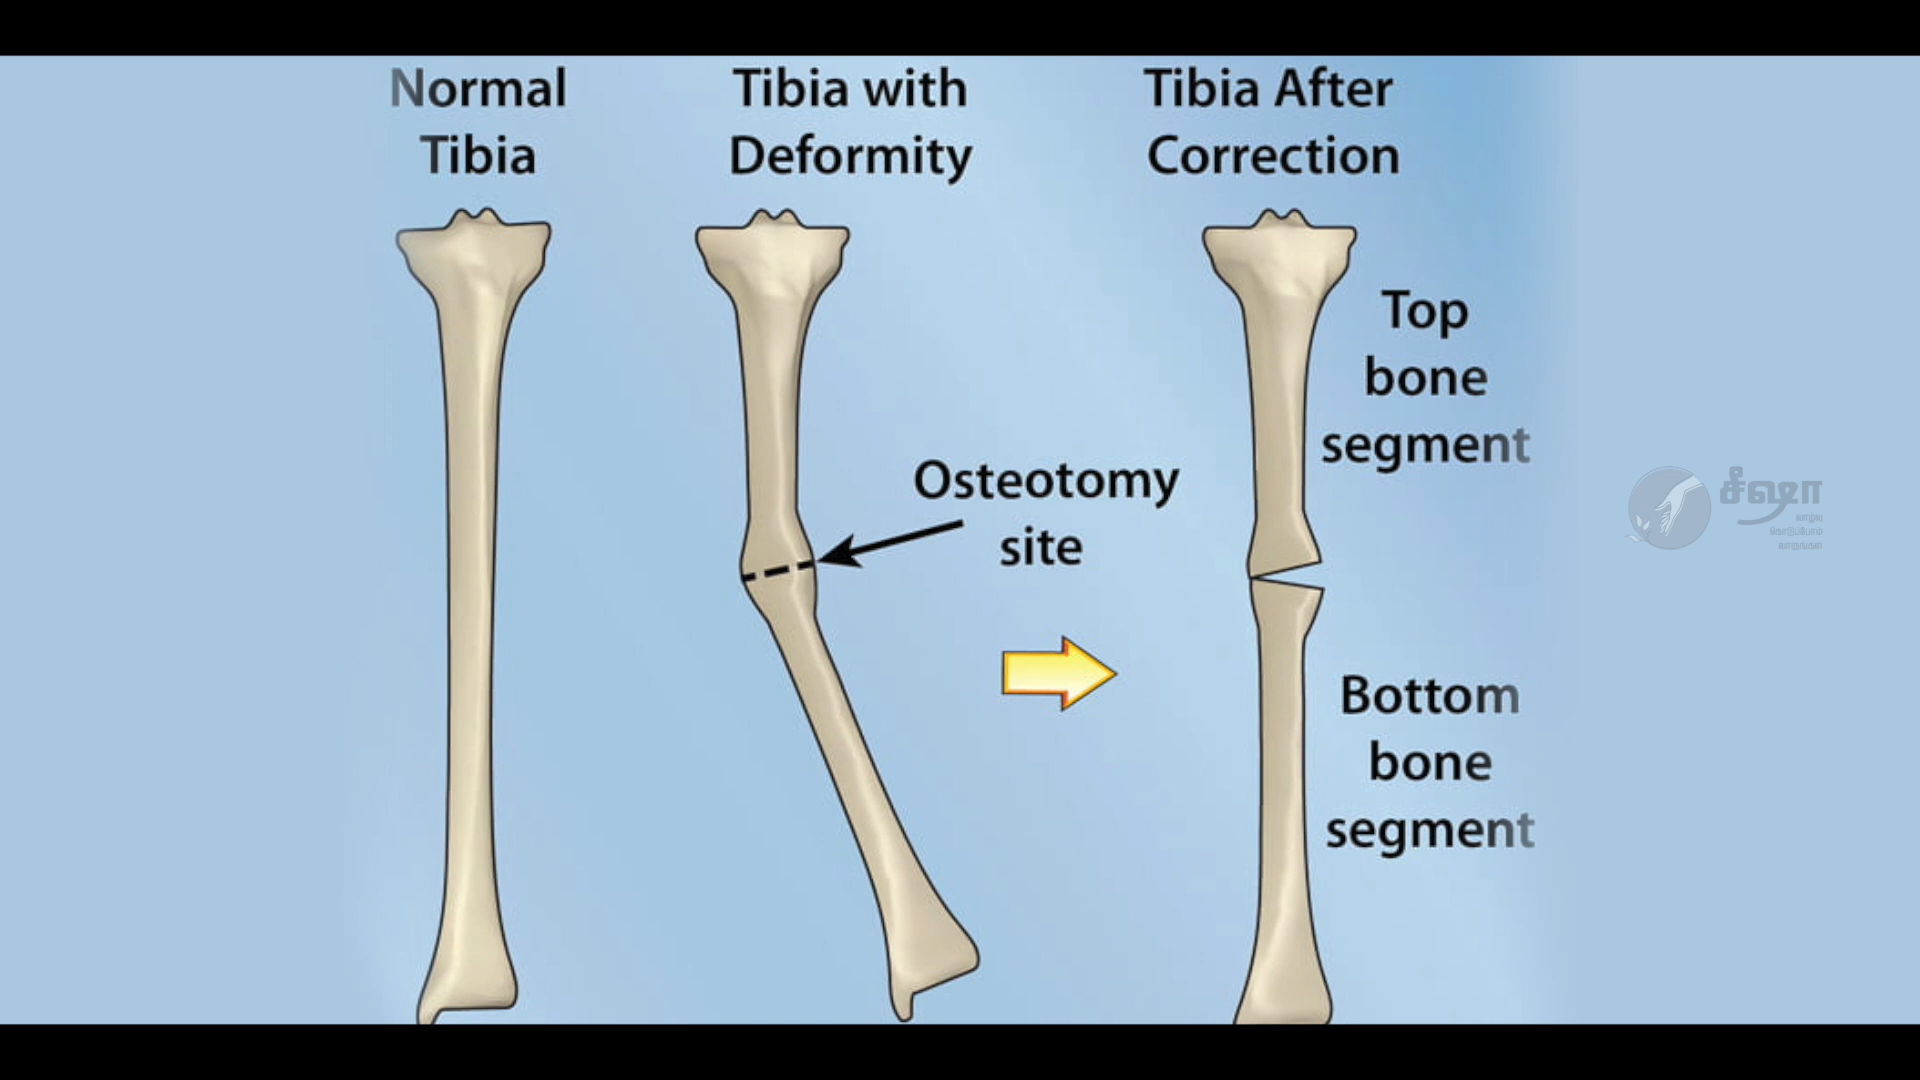 Normal
Tibia
Tibia with
Deformity
Tibia After
Correction
Top
bone
segment
Osteotomy
site
Bottom
bone
segment
சீஷா